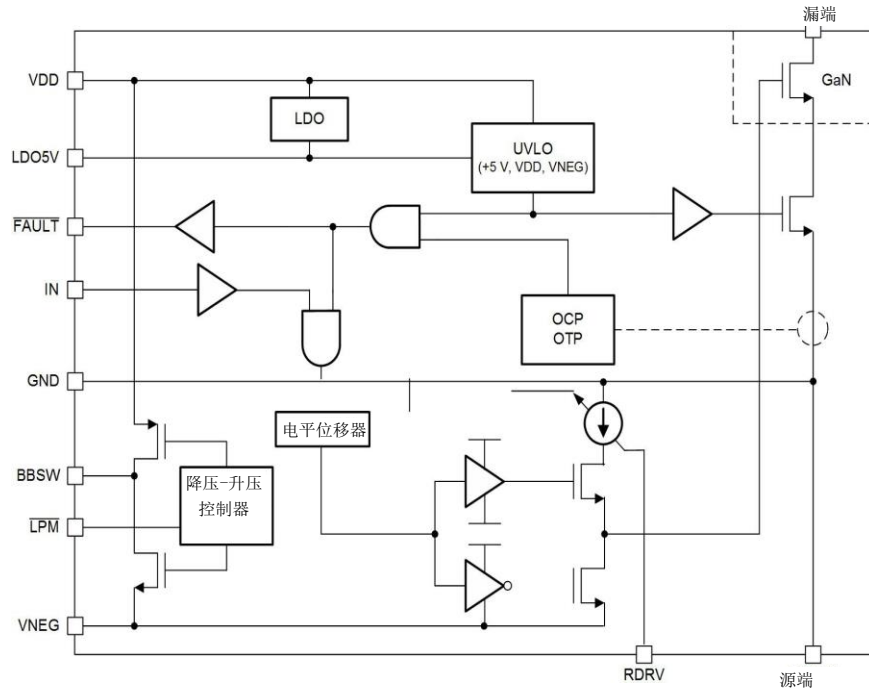 漏端
VDD
GaN
LDO
LDO5V
UVLO
(+5 V, VDD, VNEG)
FAULT
IN
OCP
OTP
GND
电平位移器
BBSW
降压-升压
控制器
LPM
VNEG
RDRV
源端